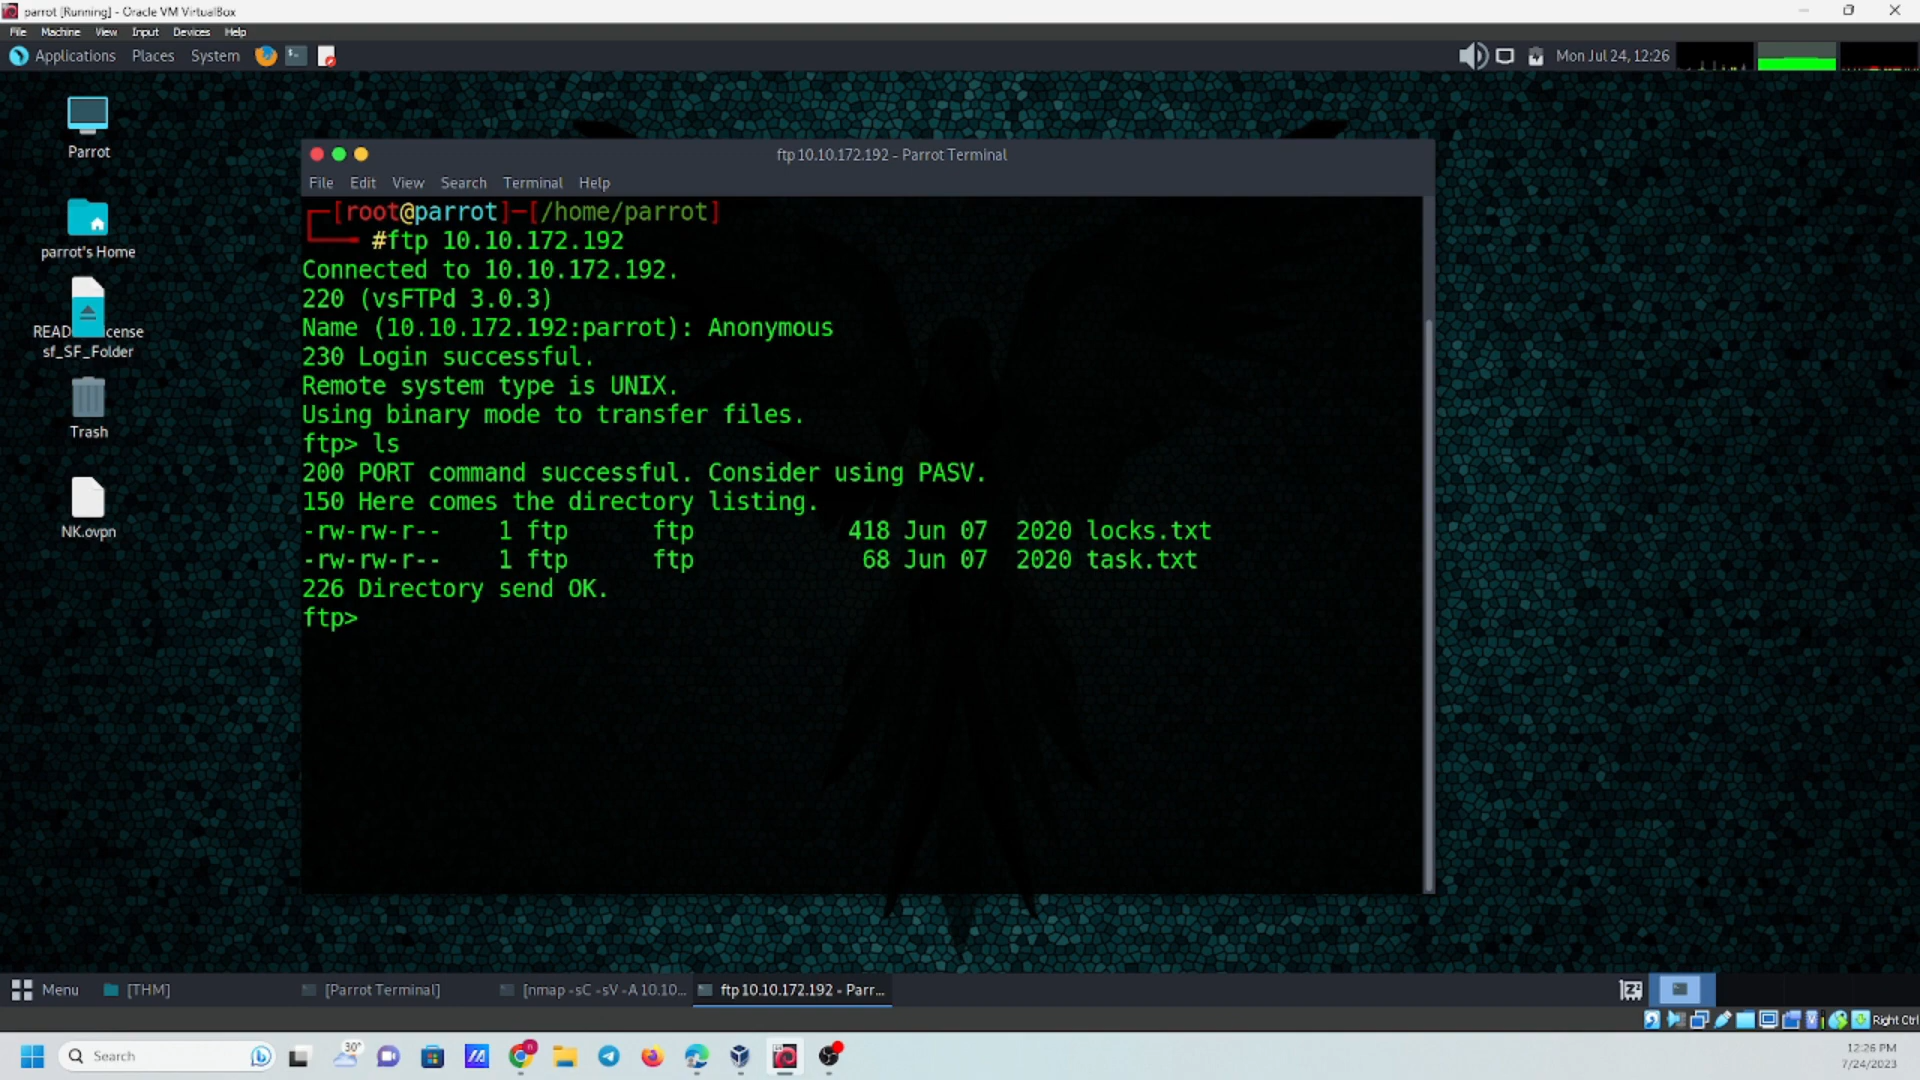 parrot [Running] - Oracle VM VirtualBox
File Machine View Input Devices Help
Applications Places System
Mon Jul 24, 12:26
Parrot
parrot's Home
READ cense
sf_SF_Folder
Trash
NK.ovpn
ftp 10.10.172.192 - Parrot Terminal
File Edit View Search Terminal Help
[root@parrot]─[/home/parrot]
#ftp 10.10.172.192
Connected to 10.10.172.192.
220 (vsFTPd 3.0.3)
Name (10.10.172.192:parrot): Anonymous
230 Login successful.
Remote system type is UNIX.
Using binary mode to transfer files.
ftp> ls
200 PORT command successful. Consider using PASV.
150 Here comes the directory listing.
-rw-rw-r-- 1 ftp ftp 418 Jun 07 2020 locks.txt
-rw-rw-r-- 1 ftp ftp 68 Jun 07 2020 task.txt
226 Directory send OK.
ftp>
Menu [THM] [Parrot Terminal] [nmap -sC -sV -A 10.10... ftp 10.10.172.192 - Parr...
Right Ctrl
Search
30°
12:26 PM
7/24/2023